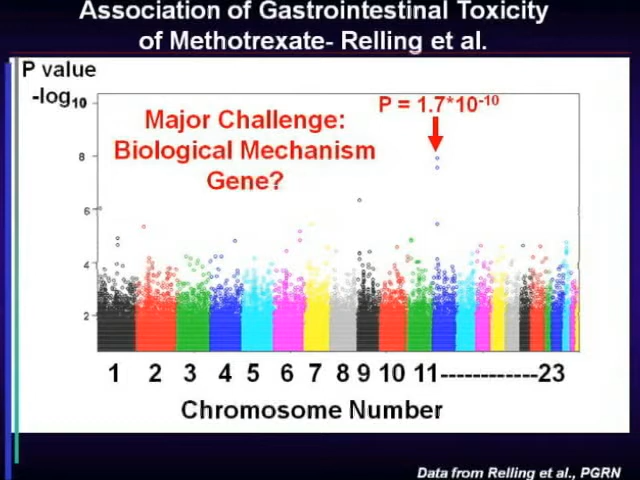 Association of Gastrointestinal Toxicity
of Methotrexate- Relling et al.
P value
-log10
P = 1.7*10-10
Major Challenge:
Biological Mechanism
Gene?
8
6
4
2
1 2 3 4 5 6 7 8 9 10 11------------23
Chromosome Number
Data from Relling et al., PGRN